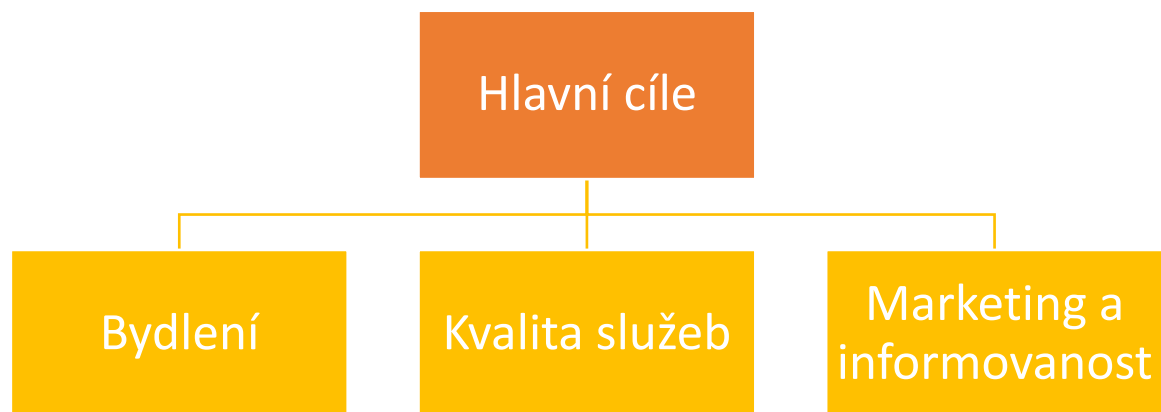 Hlavní cíle
Bydlení
Kvalita služeb
Marketing a
informovanost